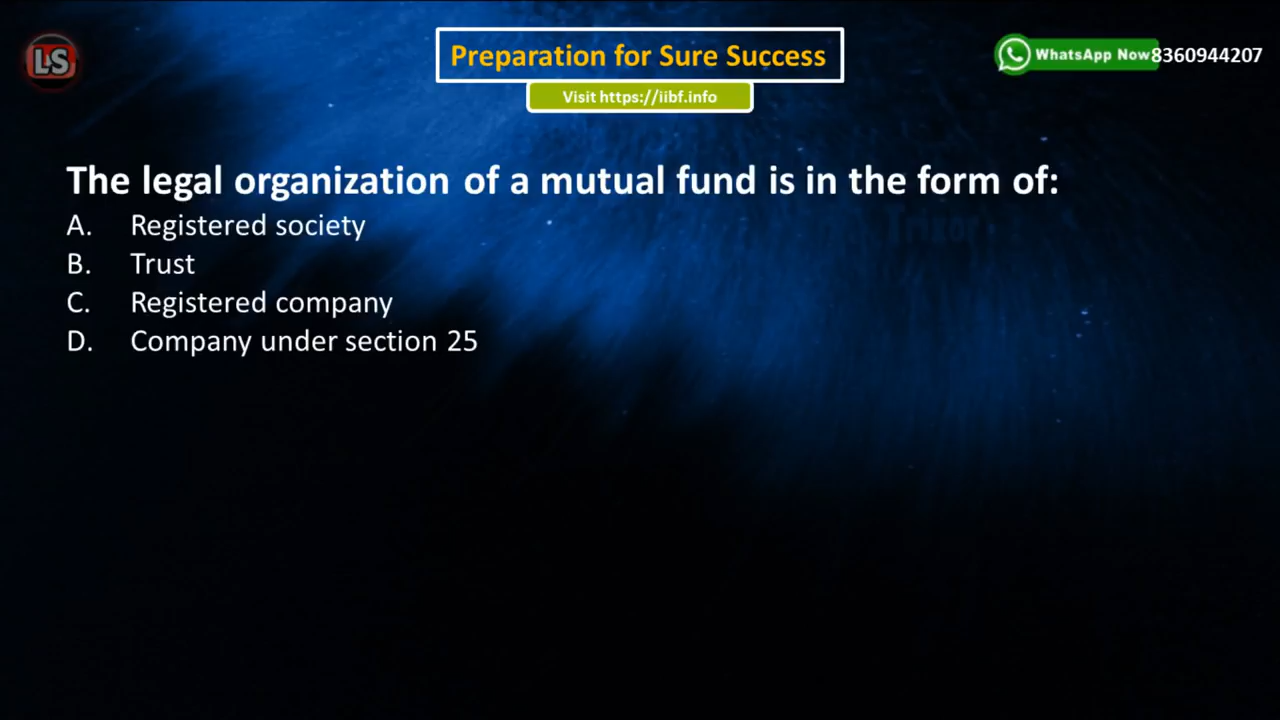 LS
Preparation for Sure Success
WhatsApp Now 8360944207
Visit https://iibf.info
The legal organization of a mutual fund is in the form of:
A. Registered society
B. Trust
C. Registered company
D. Company under section 25